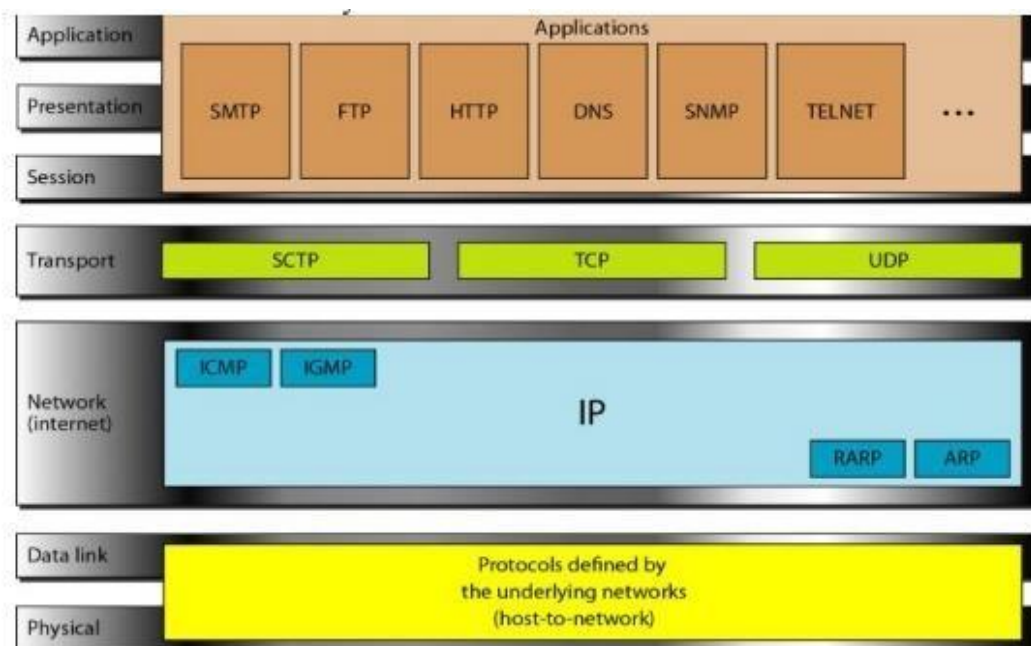 Application
Applications
Presentation
SMTP
FTP
HTTP
DNS
SNMP
TELNET
...
Session
Transport
SCTP
TCP
UDP
Network
(internet)
ICMP
IGMP
IP
RARP
ARP
Data link
Physical
Protocols defined by
the underlying networks
(host-to-network)